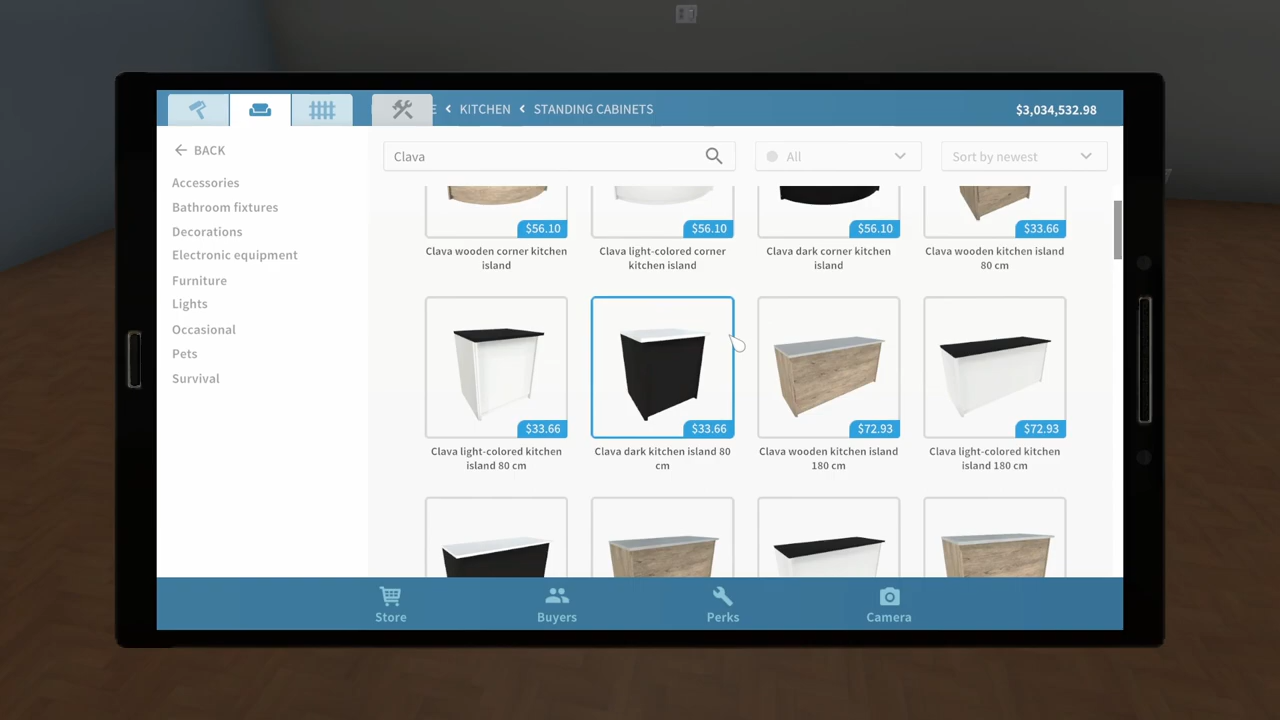 E < KITCHEN < STANDING CABINETS
$3,034,532.98
BACK
Accessories
Bathroom fixtures
Decorations
Electronic equipment
Furniture
Lights
Occasional
Pets
Survival
Clava
All
Sort by newest
$56.10
$56.10
$56.10
$33.66
Clava wooden corner kitchen
island
Clava light-colored corner
kitchen island
Clava dark corner kitchen
island
Clava wooden kitchen island
80 cm
$33.66
$33.66
$72.93
$72.93
Clava light-colored kitchen
island 80 cm
Clava dark kitchen island 80
cm
Clava wooden kitchen island
180 cm
Clava light-colored kitchen
island 180 cm
Store
Buyers
Perks
Camera